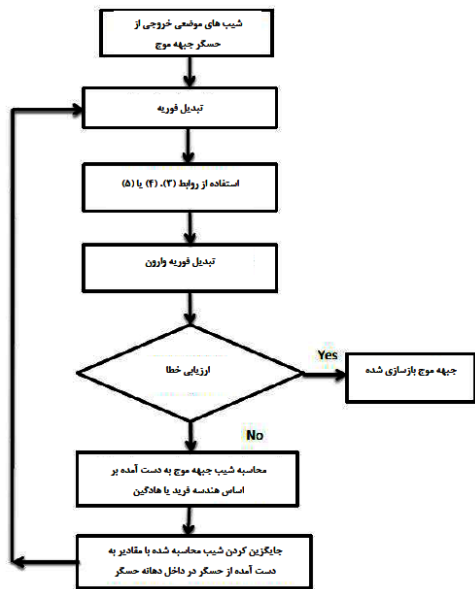 شیب های موضعی خروجی از
حسگر جبهه موج
تبدیل فوریه
استفاده از روابط (۳)، (۴) یا (۵)
تبدیل فوریه وارون
ارزیابی خطا
Yes
جبهه موج بازسازی شده
No
محاسبه شیب جبهه موج به دست آمده بر
اساس هندسه فرید یا هادگین
جایگزین کردن شیب محاسبه شده با مقادیر به
دست آمده از حسگر در داخل دهانه حسگر